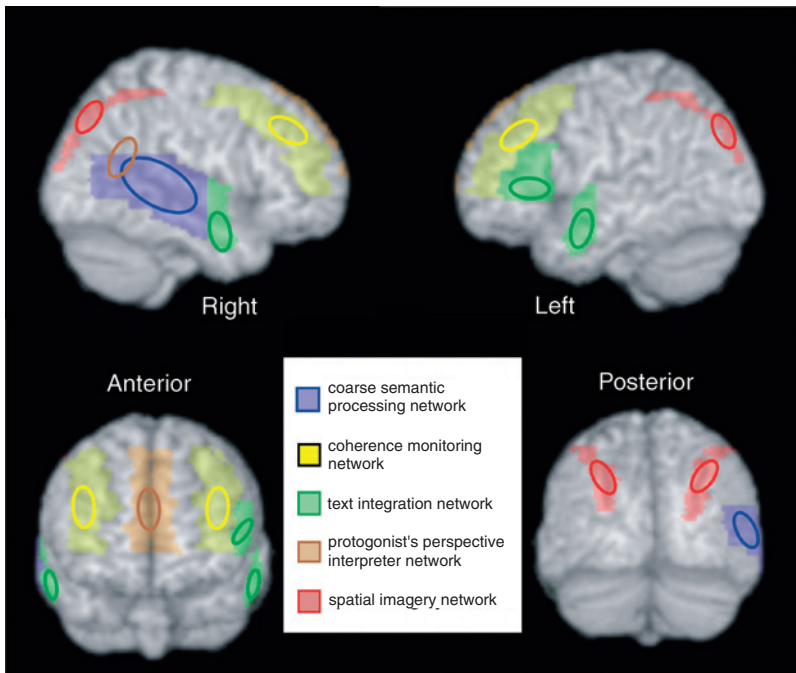 Right
Left
Anterior
Posterior
coarse semantic
processing network
coherence monitoring
network
text integration network
protogonist's perspective
interpreter network
spatial imagery network